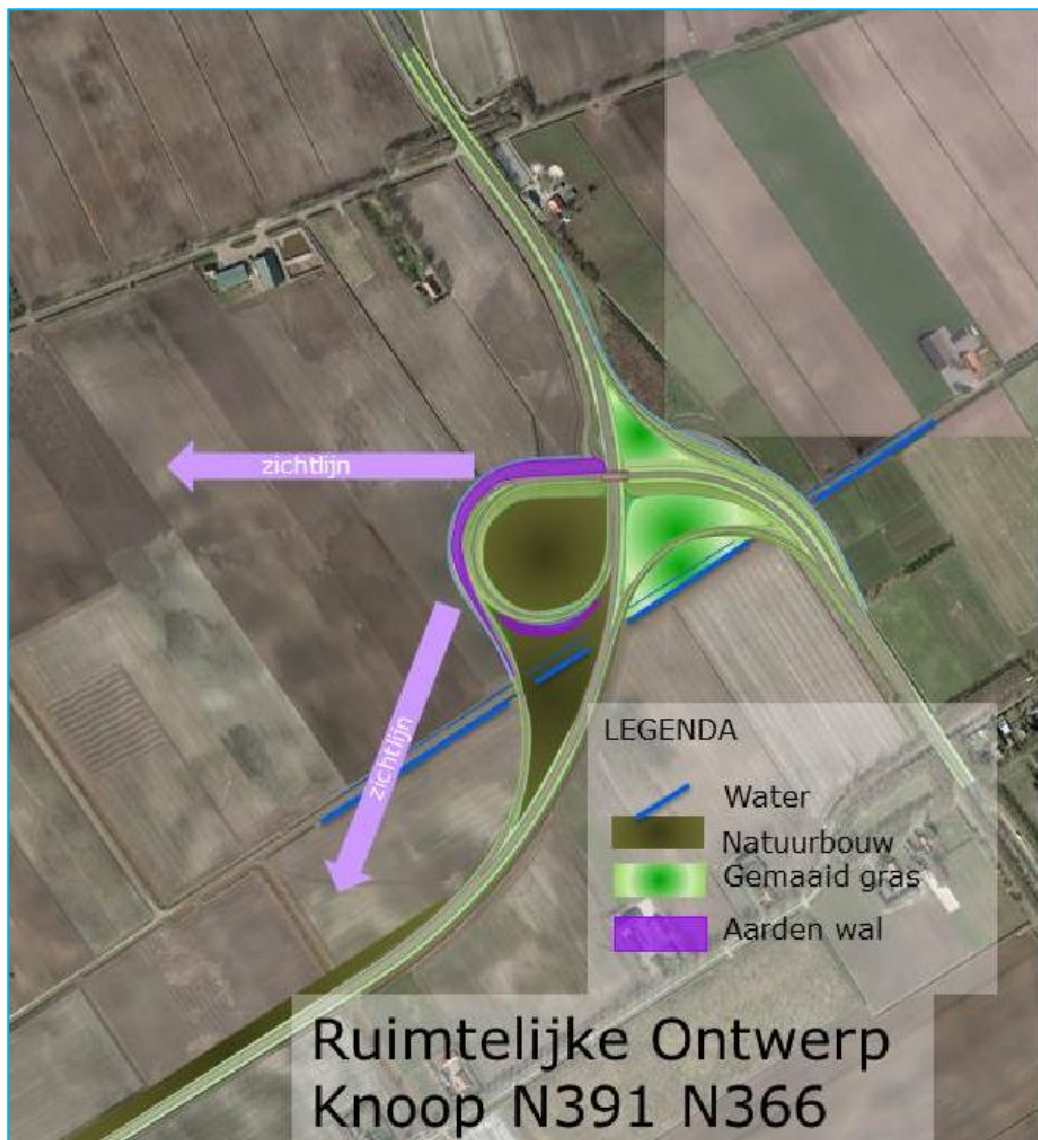 zichtlijn
zichtlijn
LEGENDA
Water
Natuurbouw
Gemaaid gras
Aarden wal
Ruimtelijke Ontwerp
Knoop N391 N366